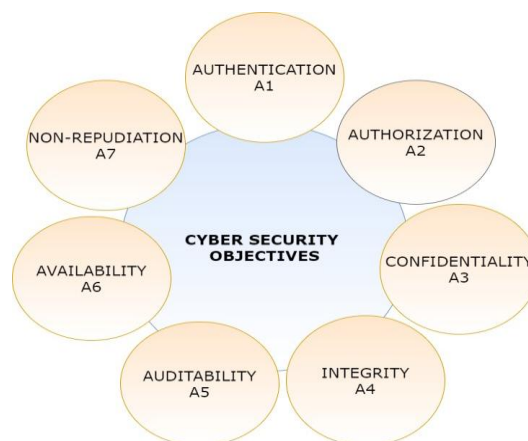 AUTHENTICATION
A1
AUTHORIZATION
A2
CONFIDENTIALITY
A3
INTEGRITY
A4
AUDITABILITY
A5
AVAILABILITY
A6
NON-REPUDIATION
A7
CYBER SECURITY
OBJECTIVES